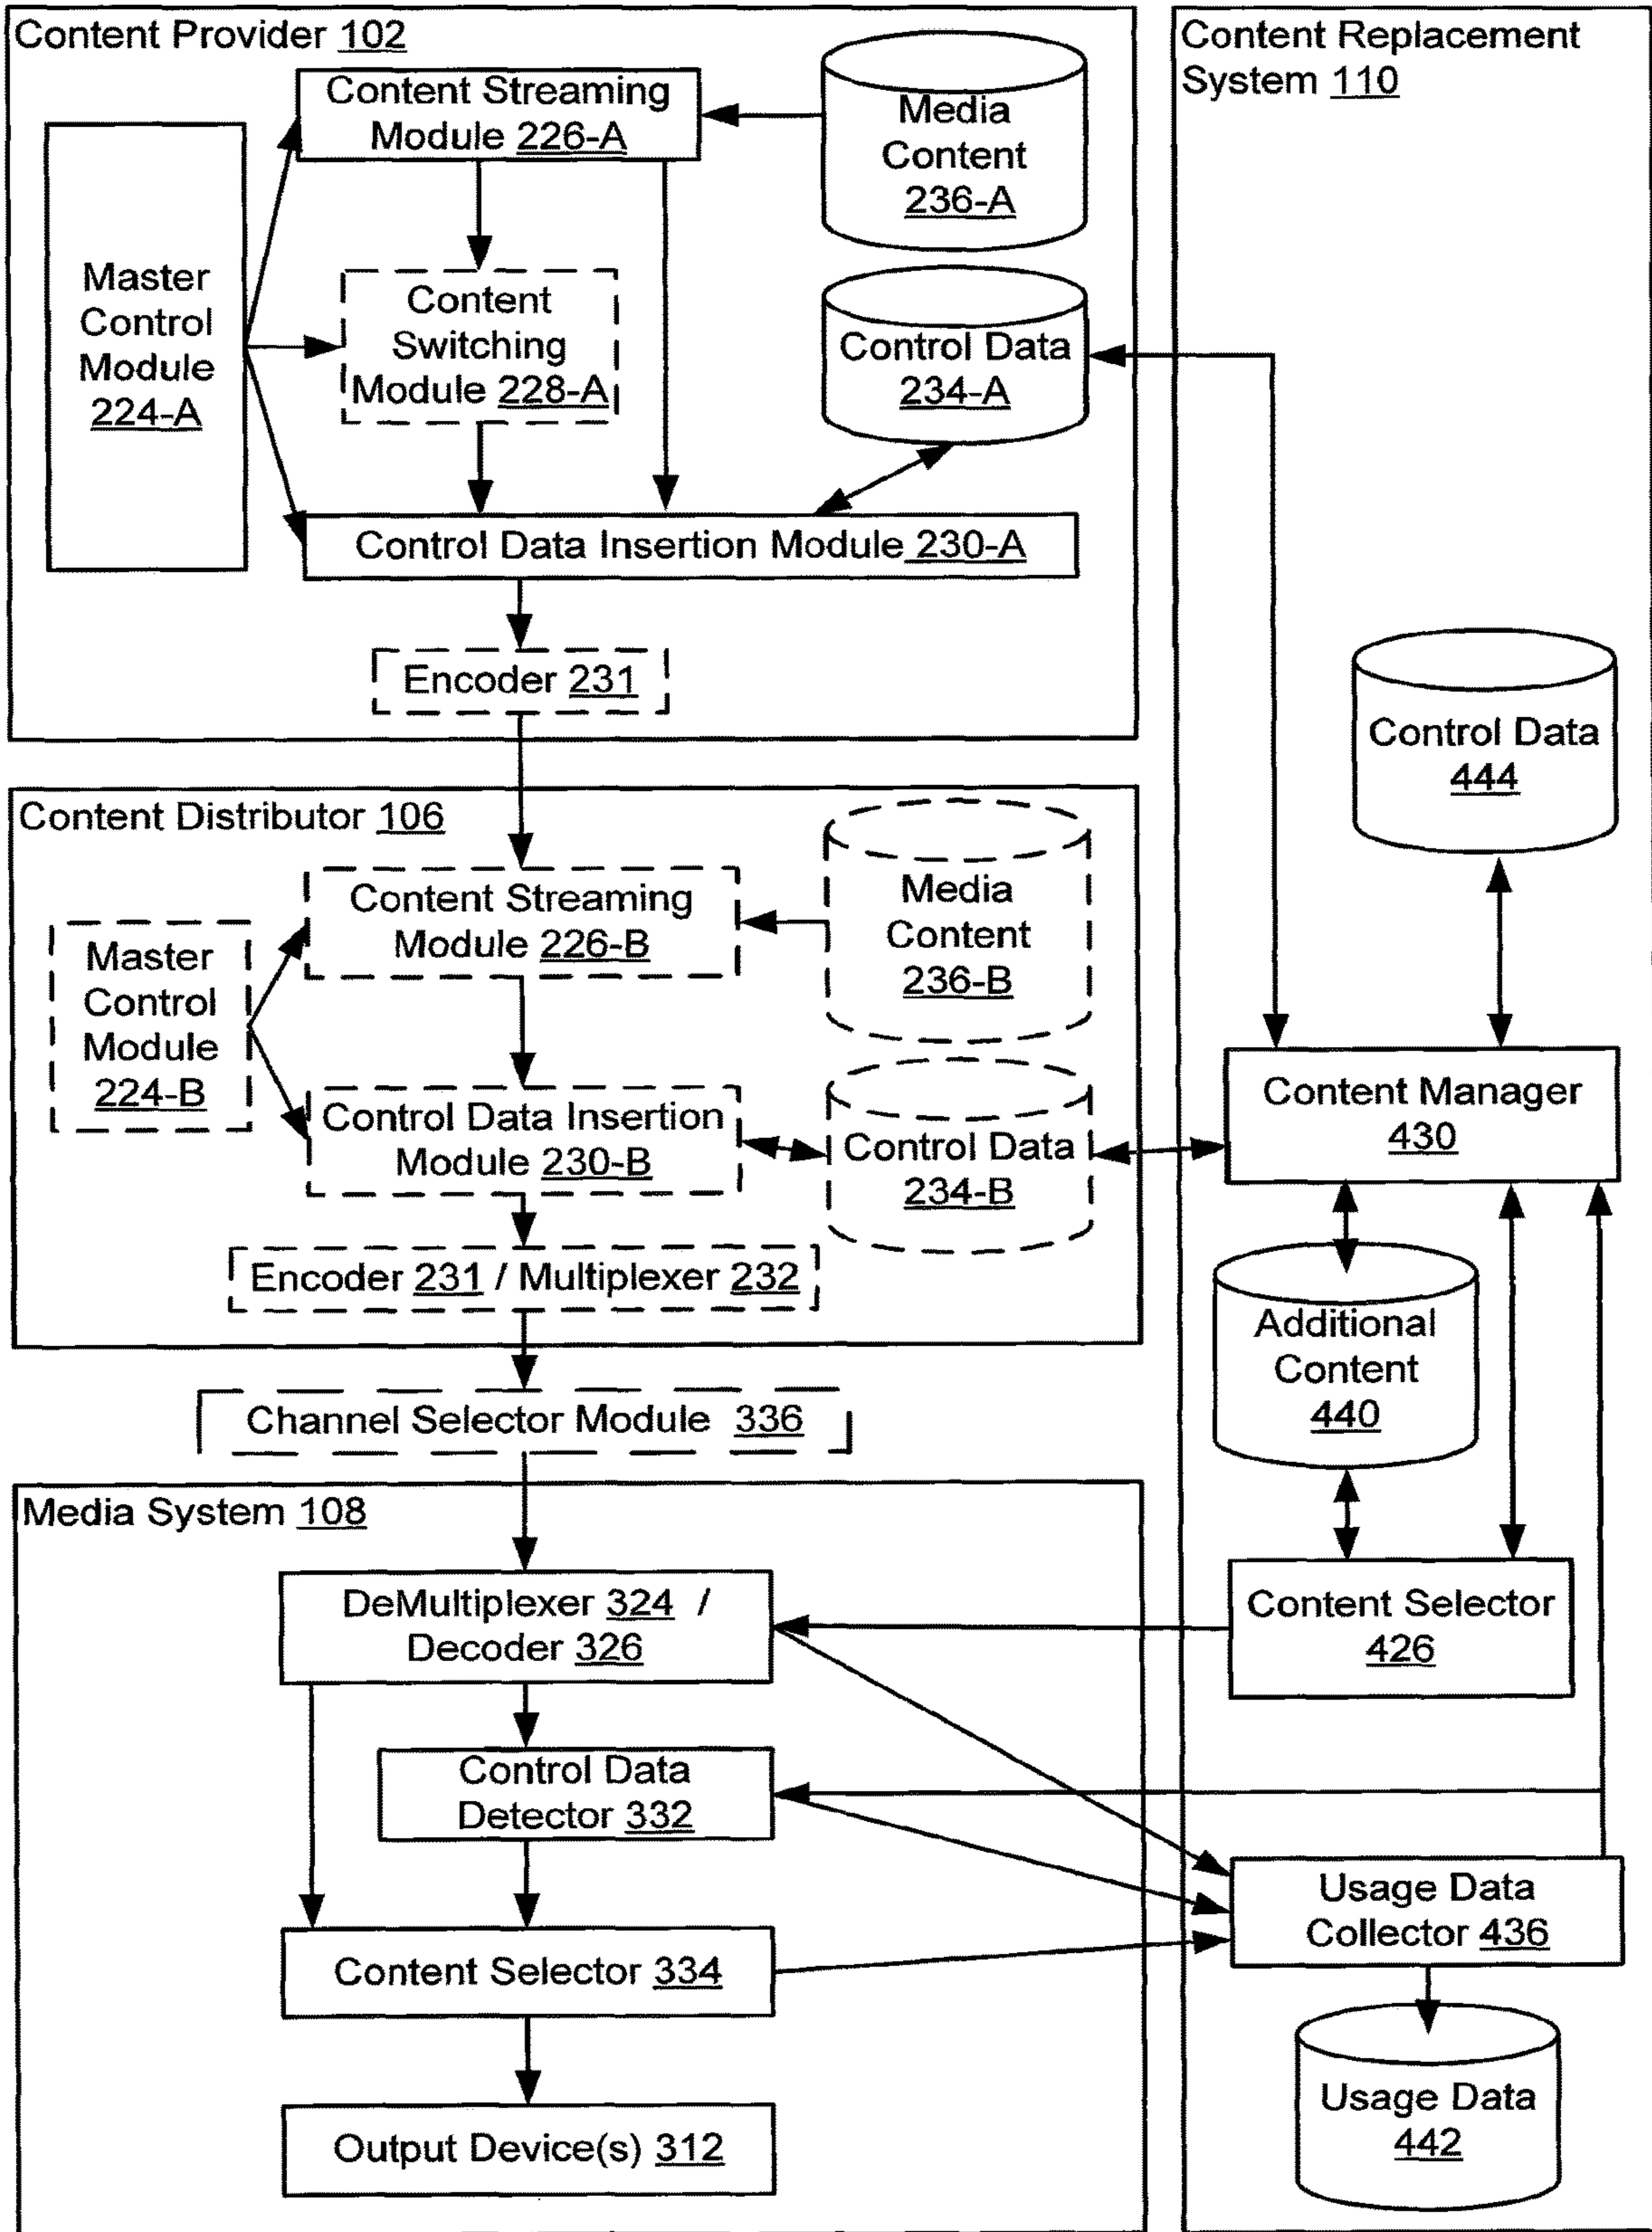 Content Provider 102
Content Streaming
Module 226-A
Media
Content
236-A
Master
Control
Module
224-A
Content
Switching
Module 228-A
Control Data
234-A
Control Data Insertion Module 230-A
Encoder 231
Content Distributor 106
Content Streaming
Module 226-B
Media
Content
236-B
Master
Control
Module
224-B
Control Data Insertion
Module 230-B
Control Data
234-B
Encoder 231 / Multiplexer 232
Channel Selector Module 336
Media System 108
DeMultiplexer 324 /
Decoder 326
Control Data
Detector 332
Content Selector 334
Output Device(s) 312
Content Replacement
System 110
Control Data
444
Content Manager
430
Additional
Content
440
Content Selector
426
Usage Data
Collector 436
Usage Data
442